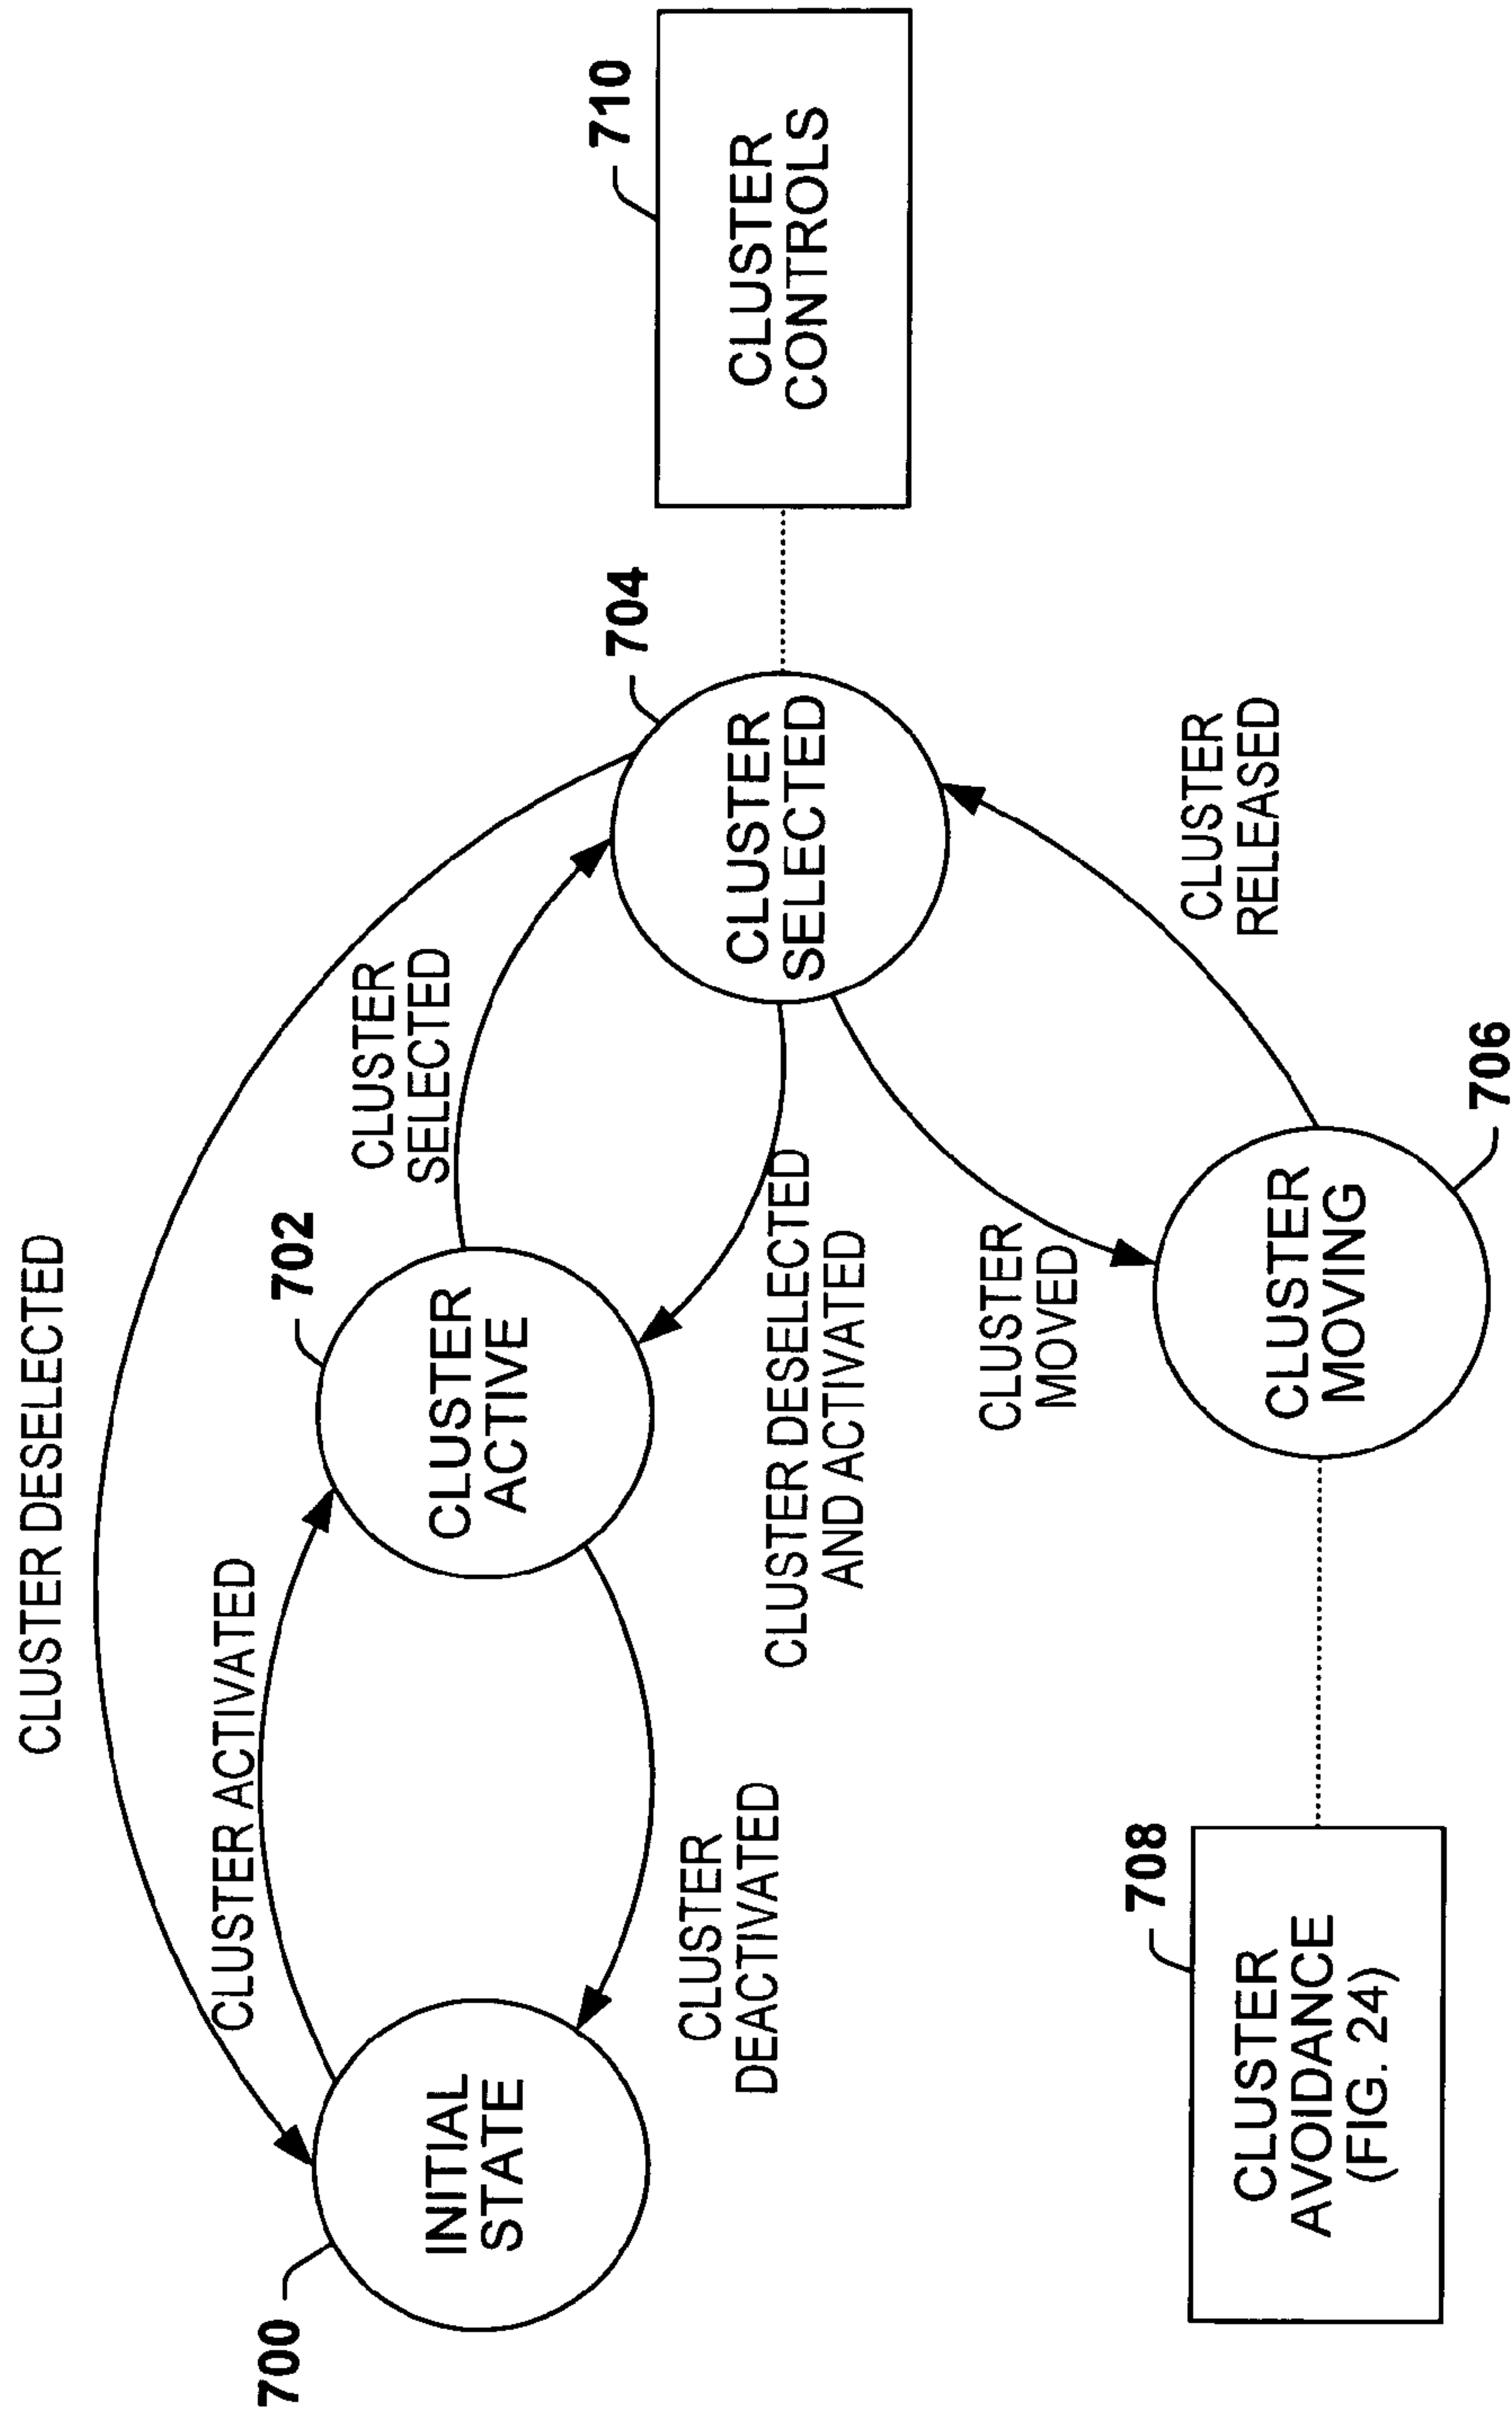 CLUSTER DESELECTED
CLUSTER ACTIVATED
CLUSTER
SELECTED
700
INITIAL
STATE
702
CLUSTER
ACTIVE
704
CLUSTER
SELECTED
710
CLUSTER
CONTROLS
CLUSTER
DEACTIVATED
CLUSTER DESELECTED
AND ACTIVATED
CLUSTER
MOVED
CLUSTER
RELEASED
708
CLUSTER
AVOIDANCE
(FIG. 24)
CLUSTER
MOVING
706